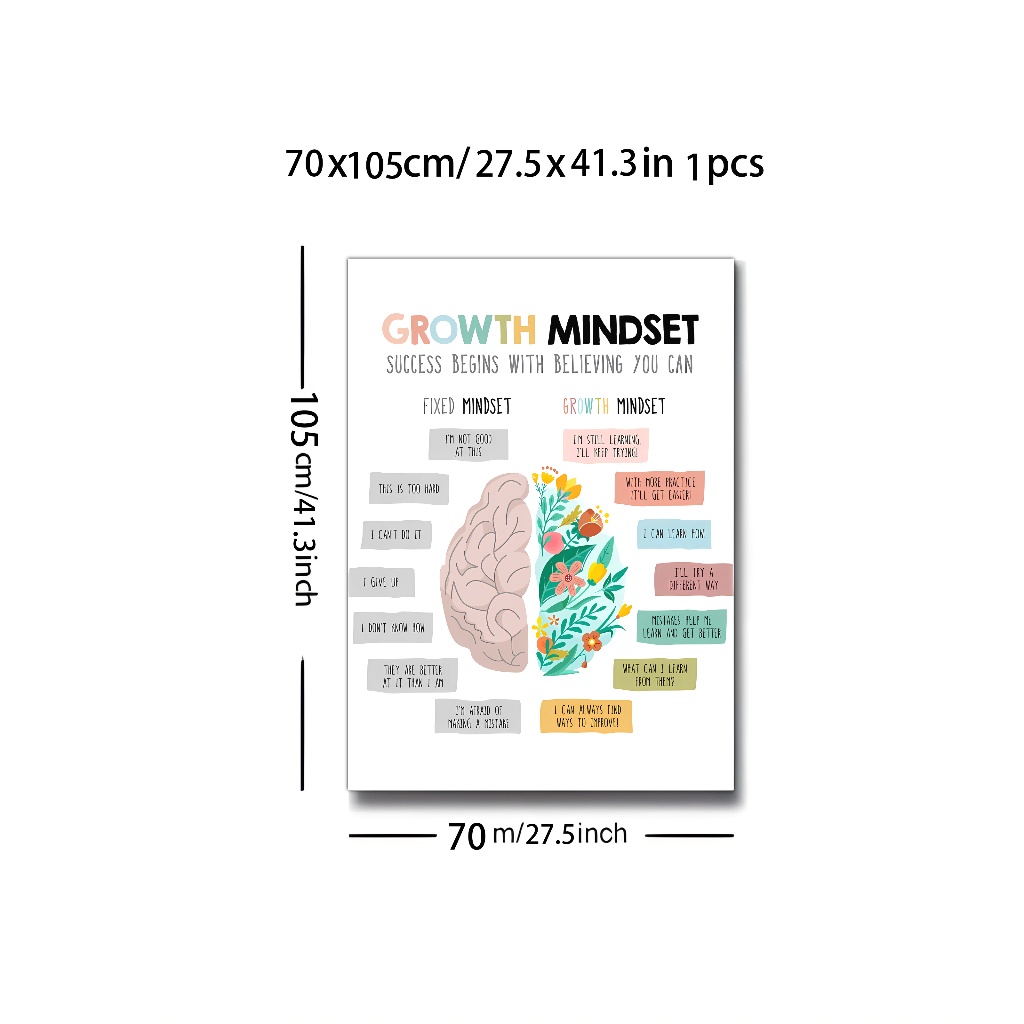 70x105cm/ 27.5x41.3in 1pcs
105cm/41.3inch
GROWTH MINDSET
SUCCESS BEGINS WITH BELIEVING YOU CAN
FIXED MINDSET
I'M NOT GOOD
AT THIS
THIS IS TOO HARD
I CAN'T DO IT
I GIVE UP
I DON'T KNOW HOW
THEY ARE BETTER
AT IT THAN I AM
I'M AFRAID OF
MAKING A MISTAKE
GROWTH MINDSET
I'M STILL LEARNING,
I'LL KEEP TRYING!
WITH MORE PRACTICE
IT'LL GET EASIER!
I CAN LEARN HOW
I'LL TRY A
DIFFERENT WAY
MISTAKES HELP ME
LEARN AND GET BETTER
WHAT CAN I LEARN
FROM THEM?
I CAN ALWAYS FIND
WAYS TO IMPROVE!
70 m/27.5inch